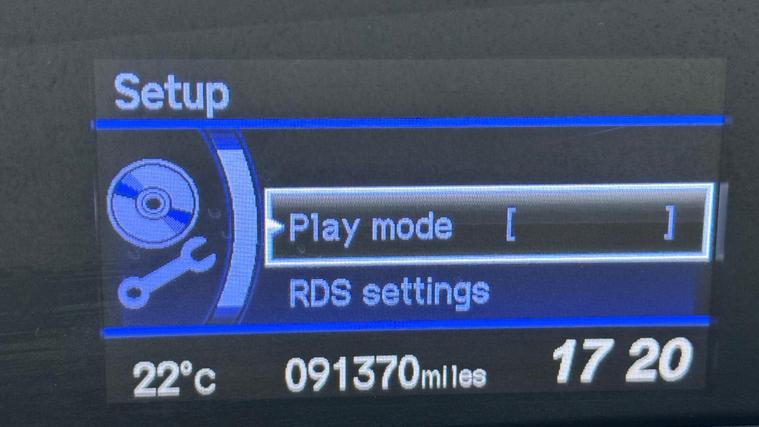 Setup
Play mode [ ]
RDS settings
22°C 091370miles 17 20